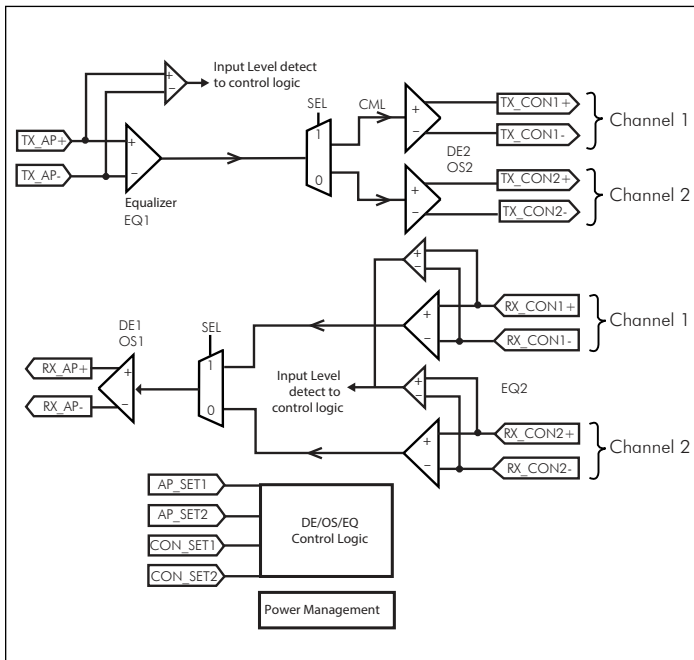 Input Level detect
to control logic
SEL
CML
TX_CON1+
Channel 1
TX_AP+
+
−
+
−
1
0
+
−
TX_CON1-
TX_AP-
Equalizer
EQ1
DE2
OS2
+
−
TX_CON2+
TX_CON2-
Channel 2
+
−
RX_CON1+
RX_CON1-
Channel 1
+
−
DE1
OS1
SEL
RX_AP+
RX_AP-
+
−
1
0
Input Level
detect to
control logic
+
−
EQ2
+
−
RX_CON2+
RX_CON2-
Channel 2
AP_SET1
AP_SET2
CON_SET1
CON_SET2
DE/OS/EQ
Control Logic
Power Management